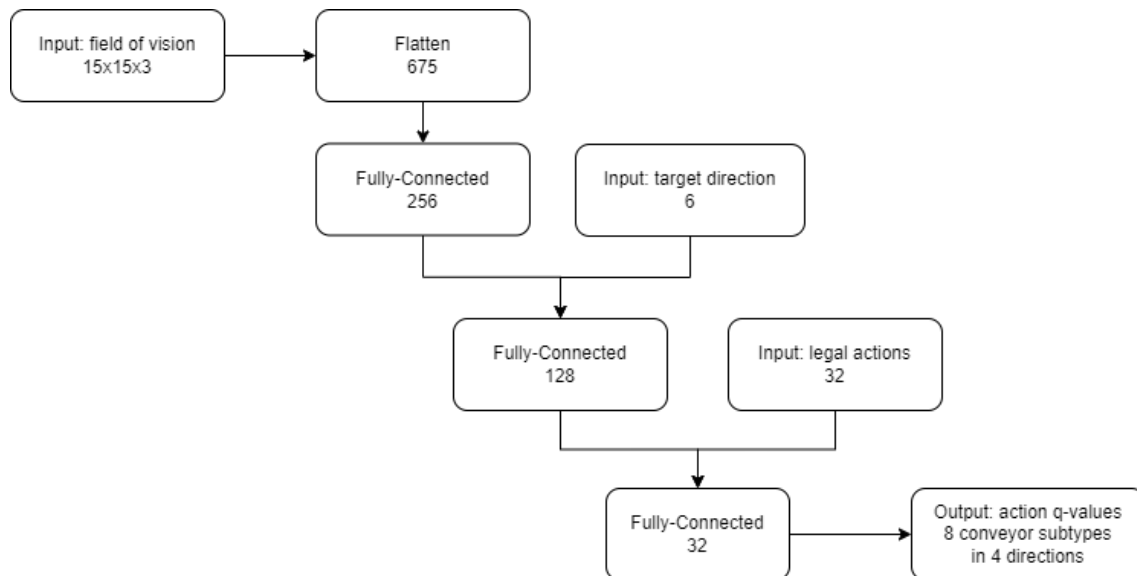 Input: field of vision
15x15x3
Flatten
675
Fully-Connected
256
Input: target direction
6
Fully-Connected
128
Input: legal actions
32
Fully-Connected
32
Output: action q-values
8 conveyor subtypes
in 4 directions